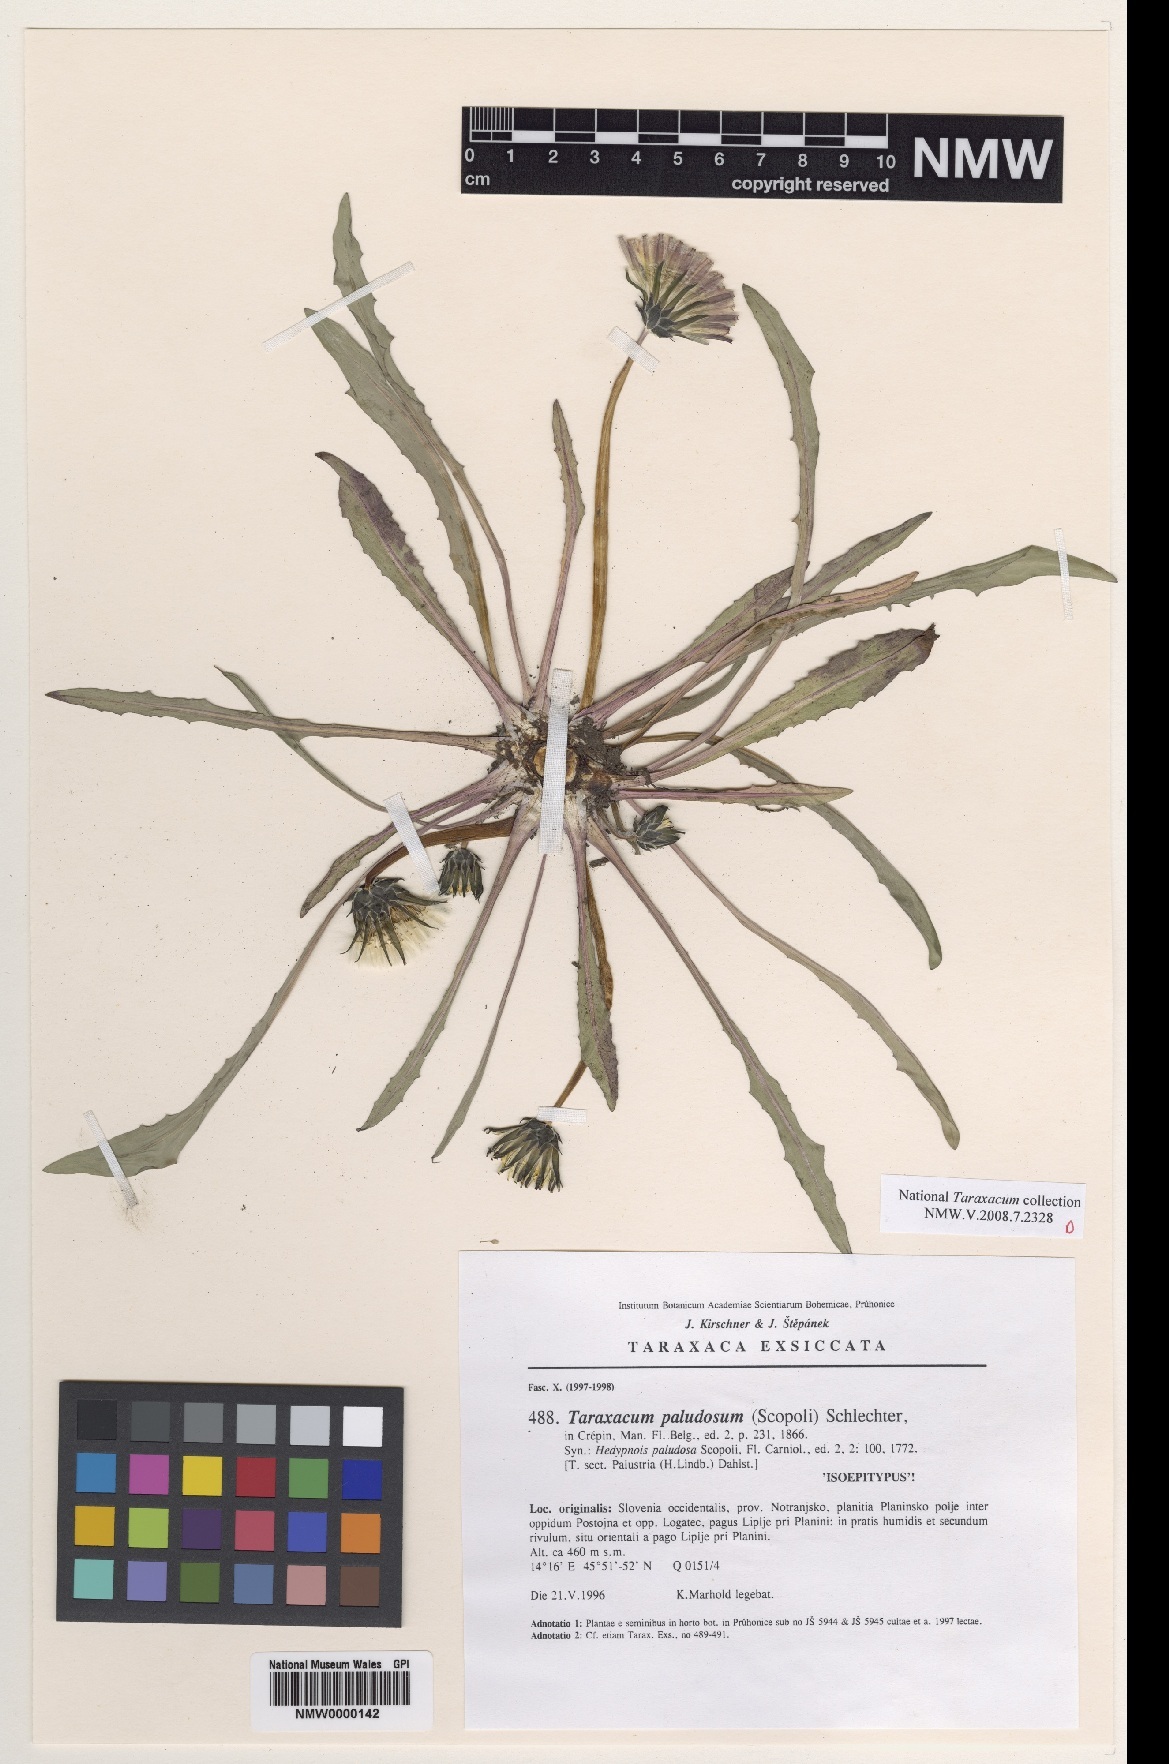 0 1 2 3 4 5 6 7 8 9 10
cm
copyright reserved
NMW
National Taraxacum collection
NMW.V.2008.7.2328
D
Institutum Botanicum Academiae Scientiarum Bohemicae, Průhonice
J. Kirschner & J. Štěpánek
TARAXACA EXSICCATA
Fasc. X. (1997-1998)
488. Taraxacum paludosum (Scopoli) Schlechter,
in Crépin, Man. Fl. Belg., ed. 2, p. 231, 1866.
Syn.: Hedypnois paludosa Scopoli, Fl. Carniol., ed. 2, 2: 100, 1772.
[T. sect. Palustria (H.Lindb.) Dahlst.]
'ISOEPITYPUS'!
Loc. originalis: Slovenia occidentalis, prov. Notranjsko, planitia Planinsko polje inter
oppidum Postojna et opp. Logatec, pagus Liplje pri Planini: in pratis humidis et secundum
rivulum, situ orientali a pago Liplje pri Planini.
Alt. ca 460 m s.m.
14°16' E 45°51'-52' N Q 0151/4
Die 21.V.1996 K.Marhold legebat.
Adnotatio 1: Plantae e seminibus in horto bot. in Průhonice sub no JŠ 5944 & JŠ 5945 cultae et a. 1997 lectae.
Adnotatio 2: Cf. etiam Tarax. Exs., no 489-491.
National Museum Wales GPI
NMW0000142